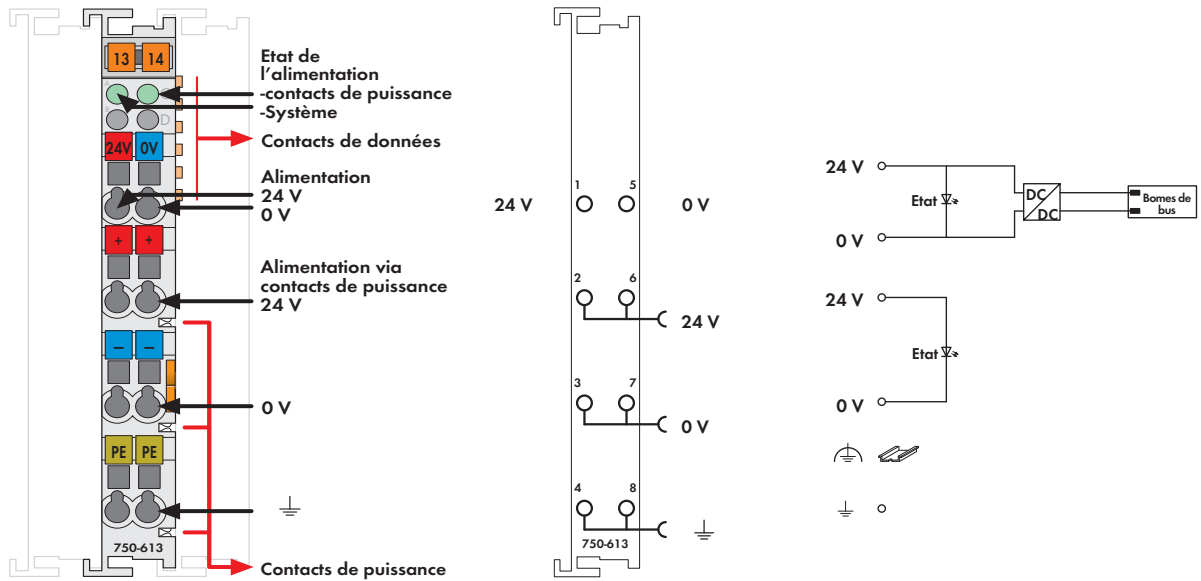 13 14
Etat de
l'alimentation
-contacts de puissance
-Système
A C
B D
24V 0V
Contacts de données
Alimentation
24 V
0 V
+ +
Alimentation via
contacts de puissance
24 V
– –
0 V
PE PE
750-613
Contacts de puissance
1 5
24 V 0 V
2 6
24 V
3 7
0 V
4 8
750-613
24 V
Etat
DC
DC
Bornes de
bus
0 V
24 V
Etat
0 V